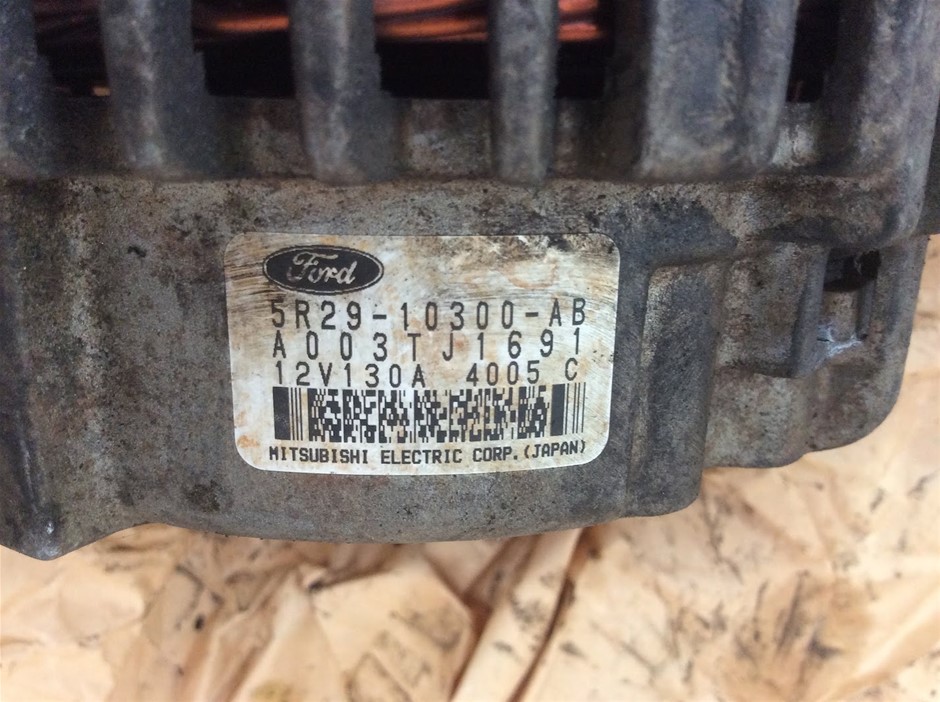 Ford
5R29-10300-AB
A003TJ1691
12V130A 4005 C
MITSUBISHI ELECTRIC CORP.(JAPAN)